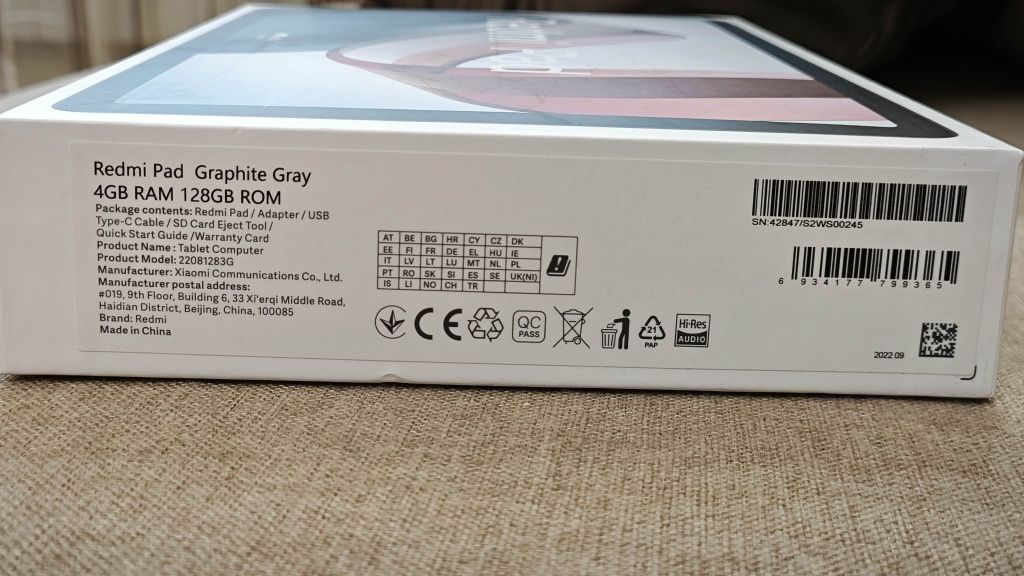 Redmi Pad Graphite Gray
4GB RAM 128GB ROM
Package contents: Redmi Pad / Adapter / USB
Type-C Cable / SD Card Eject Tool /
Quick Start Guide /Warranty Card
Product Name: Tablet Computer
Product Model: 22081283G
Manufacturer: Xiaomi Communications Co., Ltd.
Manufacturer postal address:
#019, 9th Floor, Building 6, 33 Xi'erqi Middle Road,
Haidian District, Beijing, China, 100085
Brand: Redmi
Made in China
AT BE BG HR CY CZ DK
EE FI FR DE EL HU IE
IT LV LT LU MT NL PL
PT RO SK SI ES SE UK(NI)
IS LI NO CH TR
CE
QC
PASS
21
PAP
Hi-Res
AUDIO
SN:42847/S2WS00245
6 934177 799365
2022.09